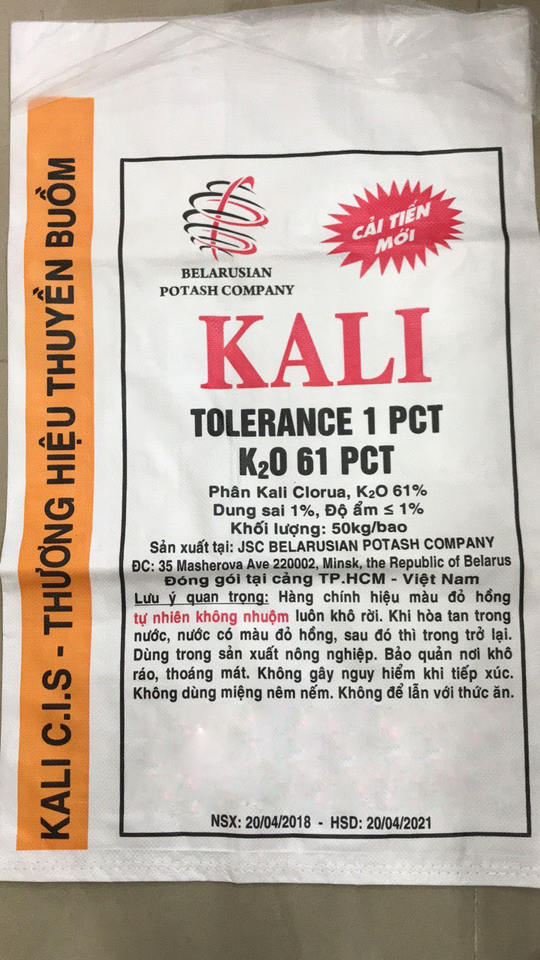 KALI C.I.S - THƯƠNG HIỆU THUYỀN BUỒM
BELARUSIAN
POTASH COMPANY
CẢI TIẾN
MỚI
KALI
TOLERANCE 1 PCT
K₂O 61 PCT
Phân Kali Clorua, K₂O 61%
Dung sai 1%, Độ ẩm ≤ 1%
Khối lượng: 50kg/bao
Sản xuất tại: JSC BELARUSIAN POTASH COMPANY
ĐC: 35 Masherova Ave 220002, Minsk, the Republic of Belarus
Đóng gói tại cảng TP.HCM - Việt Nam
Lưu ý quan trọng: Hàng chính hiệu màu đỏ hồng
tự nhiên không nhuộm luôn khô rời. Khi hòa tan trong
nước, nước có màu đỏ hồng, sau đó thì trong trở lại.
Dùng trong sản xuất nông nghiệp. Bảo quản nơi khô
ráo, thoáng mát. Không gây nguy hiểm khi tiếp xúc.
Không dùng miệng nêm nếm. Không để lẫn với thức ăn.
NSX: 20/04/2018 - HSD: 20/04/2021